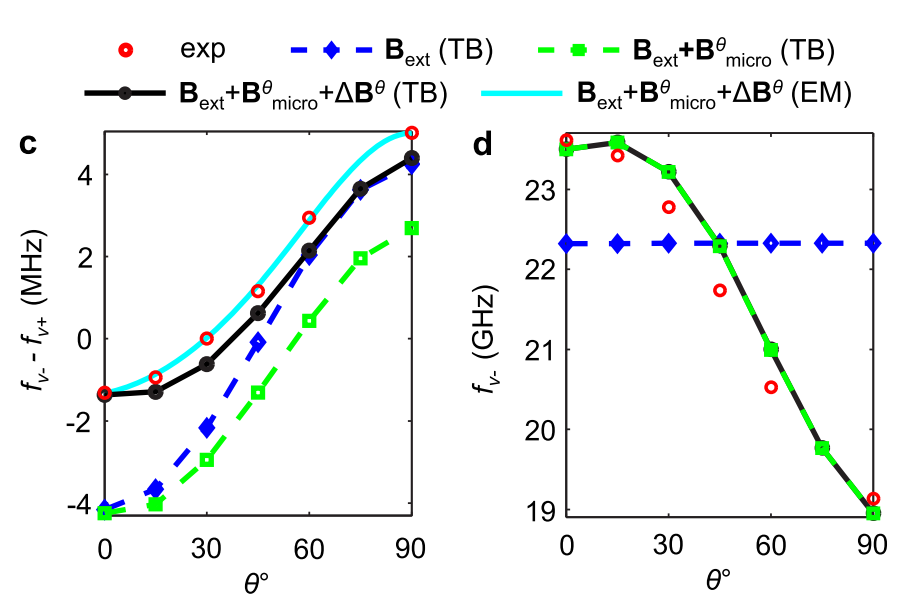 exp
B_ext (TB)
B_ext+B^θ_micro (TB)
B_ext+B^θ_micro+ΔB^θ (TB)
B_ext+B^θ_micro+ΔB^θ (EM)
c
f_v- - f_v+ (MHz)
4
2
0
-2
-4
0 30 60 90
θ°
d
f_v- (GHz)
23
22
21
20
19
0 30 60 90
θ°